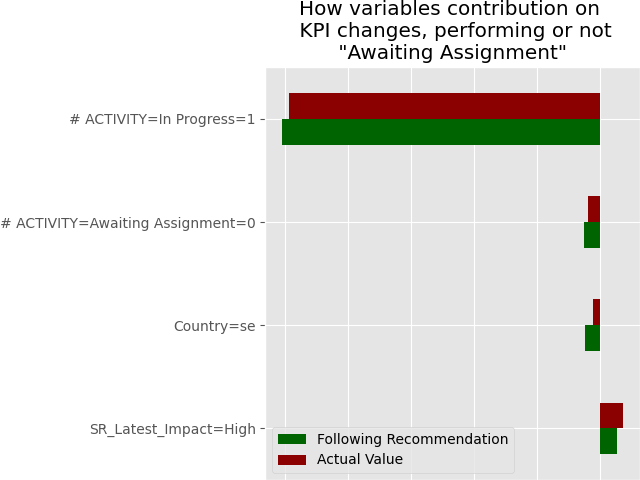 How variables contribution on
KPI changes, performing or not
"Awaiting Assignment"
# ACTIVITY=In Progress=1
# ACTIVITY=Awaiting Assignment=0
Country=se
SR_Latest_Impact=High
Following Recommendation
Actual Value